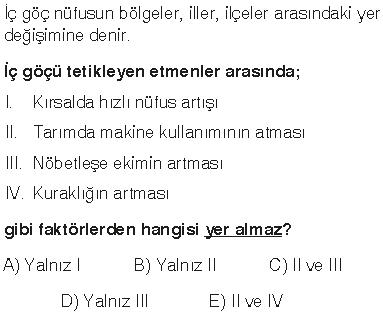 İç göç nüfusun bölgeler, iller, ilçeler arasındaki yer
değişimine denir.
İç göçü tetikleyen etmenler arasında;
I. Kırsalda hızlı nüfus artışı
II. Tarımda makine kullanımının atması
III. Nöbetleşe ekimin artması
IV. Kuraklığın artması
gibi faktörlerden hangisi yer almaz?
A) Yalnız I B) Yalnız II C) II ve III
D) Yalnız III E) II ve IV